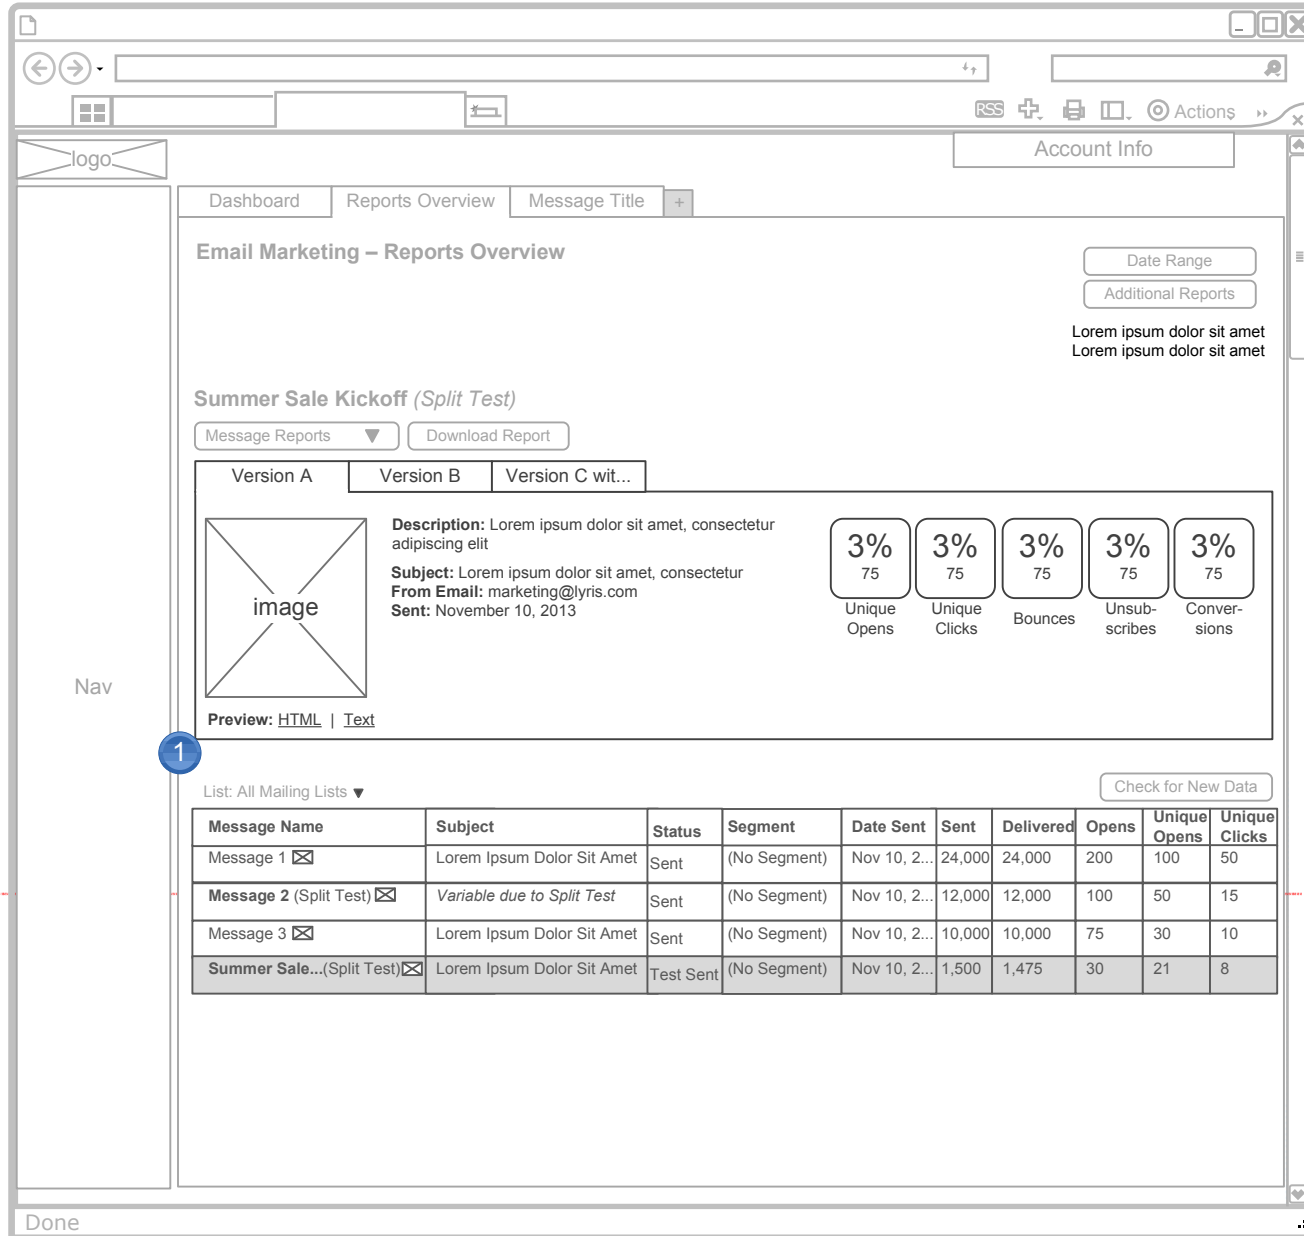 RSS
Actions
logo
Account Info
Dashboard
Reports Overview
Message Title
+
Email Marketing – Reports Overview
Date Range
Additional Reports
Lorem ipsum dolor sit amet
Lorem ipsum dolor sit amet
Summer Sale Kickoff (Split Test)
Message Reports
Download Report
Version A
Version B
Version C wit...
image
Description: Lorem ipsum dolor sit amet, consectetur
adipiscing elit
Subject: Lorem ipsum dolor sit amet, consectetur
From Email: marketing@lyris.com
Sent: November 10, 2013
3% 3% 3% 3% 3%
75 75 75 75 75
Unique
Opens
Unique
Clicks
Bounces
Unsub-
scribes
Conver-
sions
Nav
Preview: HTML | Text
1
List: All Mailing Lists
Check for New Data
Message Name Subject Status Segment Date Sent Sent Delivered Opens Unique Opens Unique Clicks
Message 1 Lorem Ipsum Dolor Sit Amet Sent (No Segment) Nov 10, 2... 24,000 24,000 200 100 50
Message 2 (Split Test) Variable due to Split Test Sent (No Segment) Nov 10, 2... 12,000 12,000 100 50 15
Message 3 Lorem Ipsum Dolor Sit Amet Sent (No Segment) Nov 10, 2... 10,000 10,000 75 30 10
Summer Sale...(Split Test) Lorem Ipsum Dolor Sit Amet Test Sent (No Segment) Nov 10, 2... 1,500 1,475 30 21 8
Done